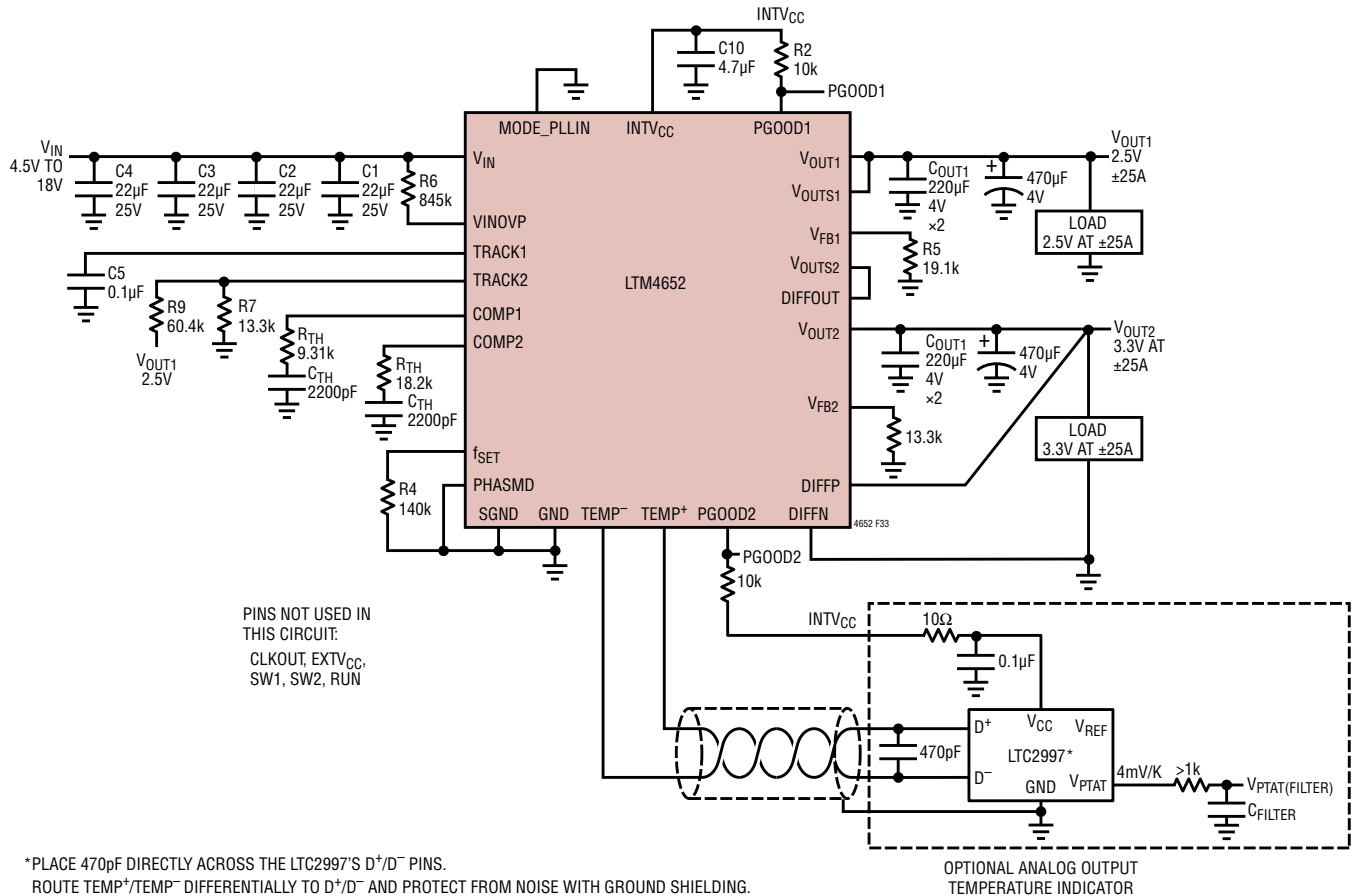 INTVCC
C10
4.7µF
R2
10k
PGOOD1
MODE_PLLIN
INTVCC
PGOOD1
VIN
4.5V TO
18V
C4
22µF
25V
C3
22µF
25V
C2
22µF
25V
C1
22µF
25V
R6
845k
VIN
VINOVP
TRACK1
TRACK2
COMP1
COMP2
fSET
PHASMD
SGND
GND
TEMP–
TEMP+
PGOOD2
DIFFN
LTM4652
VOUT1
VOUTS1
VFB1
VOUTS2
DIFFOUT
VOUT2
VFB2
DIFFP
C5
0.1µF
R9
60.4k
VOUT1
2.5V
R7
13.3k
RTH
9.31k
CTH
2200pF
RTH
18.2k
CTH
2200pF
R4
140k
COUT1
220µF
4V
×2
+
470µF
4V
VOUT1
2.5V
±25A
LOAD
2.5V AT ±25A
R5
19.1k
COUT1
220µF
4V
×2
+
470µF
4V
VOUT2
3.3V AT
±25A
13.3k
LOAD
3.3V AT ±25A
4652 F33
PGOOD2
10k
PINS NOT USED IN
THIS CIRCUIT:
CLKOUT, EXTVCC,
SW1, SW2, RUN
INTVCC
10Ω
0.1µF
470pF
D+
D–
VCC
VREF
LTC2997*
GND
VPTAT
4mV/K
>1k
VPTAT(FILTER)
CFILTER
*PLACE 470pF DIRECTLY ACROSS THE LTC2997'S D+/D– PINS.
ROUTE TEMP+/TEMP– DIFFERENTIALLY TO D+/D– AND PROTECT FROM NOISE WITH GROUND SHIELDING.
OPTIONAL ANALOG OUTPUT
TEMPERATURE INDICATOR